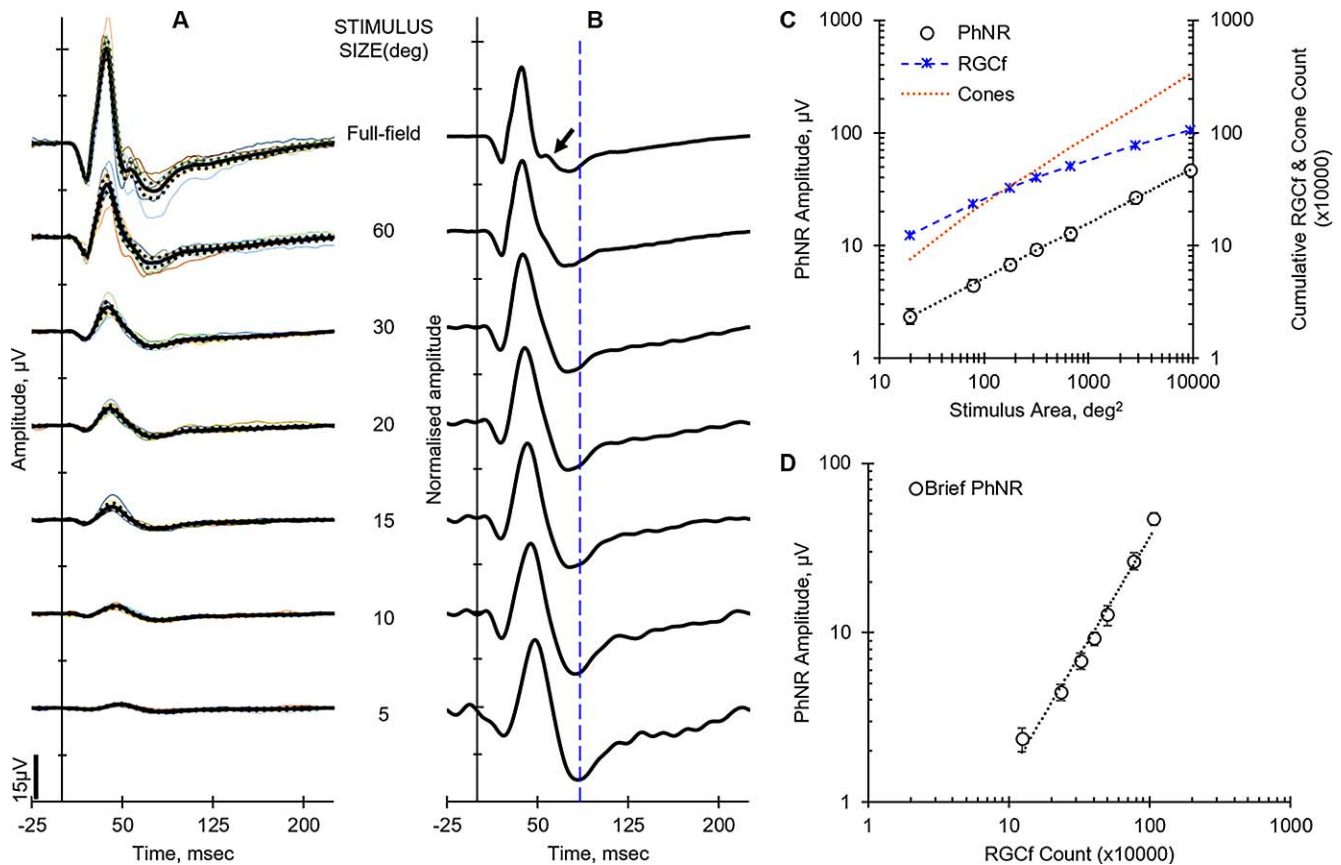 A
STIMULUS
SIZE(deg)
Full-field
60
30
20
15
10
5
Amplitude, µV
15µV
-25
50
125
200
Time, msec
B
Normalised amplitude
-25
50
125
200
Time, msec
C
PhNR
RGCf
Cones
1000
100
10
1
PhNR Amplitude, µV
1000
100
10
1
Cumulative RGCf & Cone Count
(x10000)
10
100
1000
10000
Stimulus Area, deg²
D
Brief PhNR
100
10
1
PhNR Amplitude, µV
1
10
100
1000
RGCf Count (x10000)